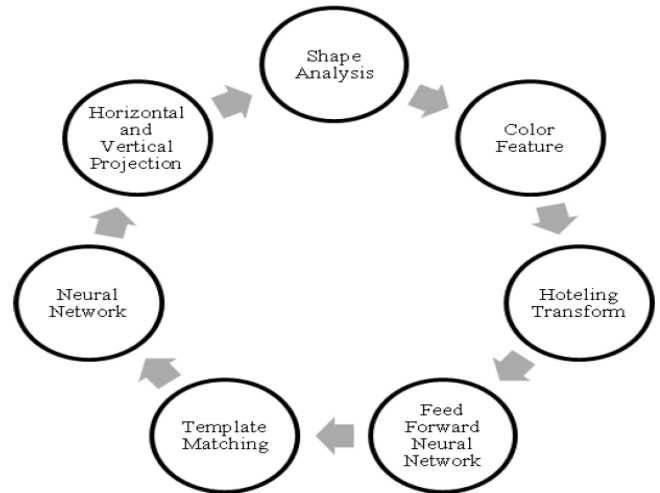 Shape
Analysis
Color
Feature
Hoteling
Transform
Feed
Forward
Neural
Network
Template
Matching
Neural
Network
Horizontal
and
Vertical
Projection